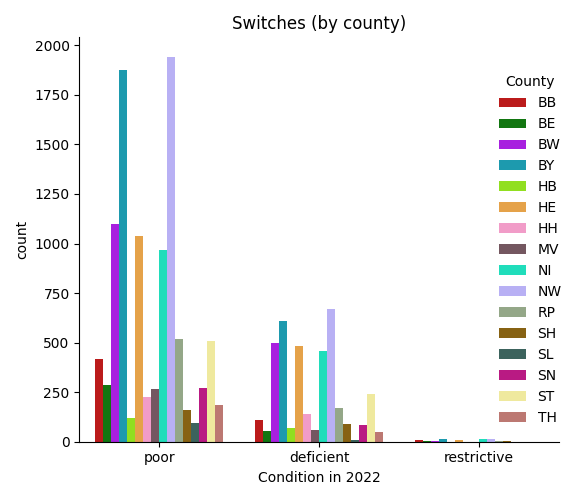 Switches (by county)
2000
1750
1500
1250
1000
750
500
250
0
count
poor
deficient
restrictive
Condition in 2022
County
BB
BE
BW
BY
HB
HE
HH
MV
NI
NW
RP
SH
SL
SN
ST
TH